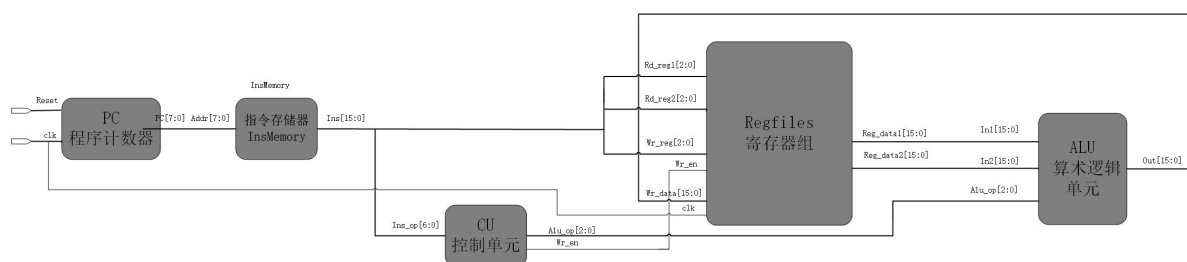 Reset
clk
PC
程序计数器
PC[7:0]
Addr[7:0]
InsMemory
指令存储器
InsMemory
Ins[15:0]
Ins_op[6:0]
CU
控制单元
Alu_op[2:0]
Wr_en
Rd_reg1[2:0]
Rd_reg2[2:0]
Wr_reg[2:0]
Wr_en
Wr_data[15:0]
clk
Regfiles
寄存器组
Reg_data1[15:0]
Reg_data2[15:0]
In1[15:0]
In2[15:0]
Alu_op[2:0]
ALU
算术逻辑
单元
Out[15:0]